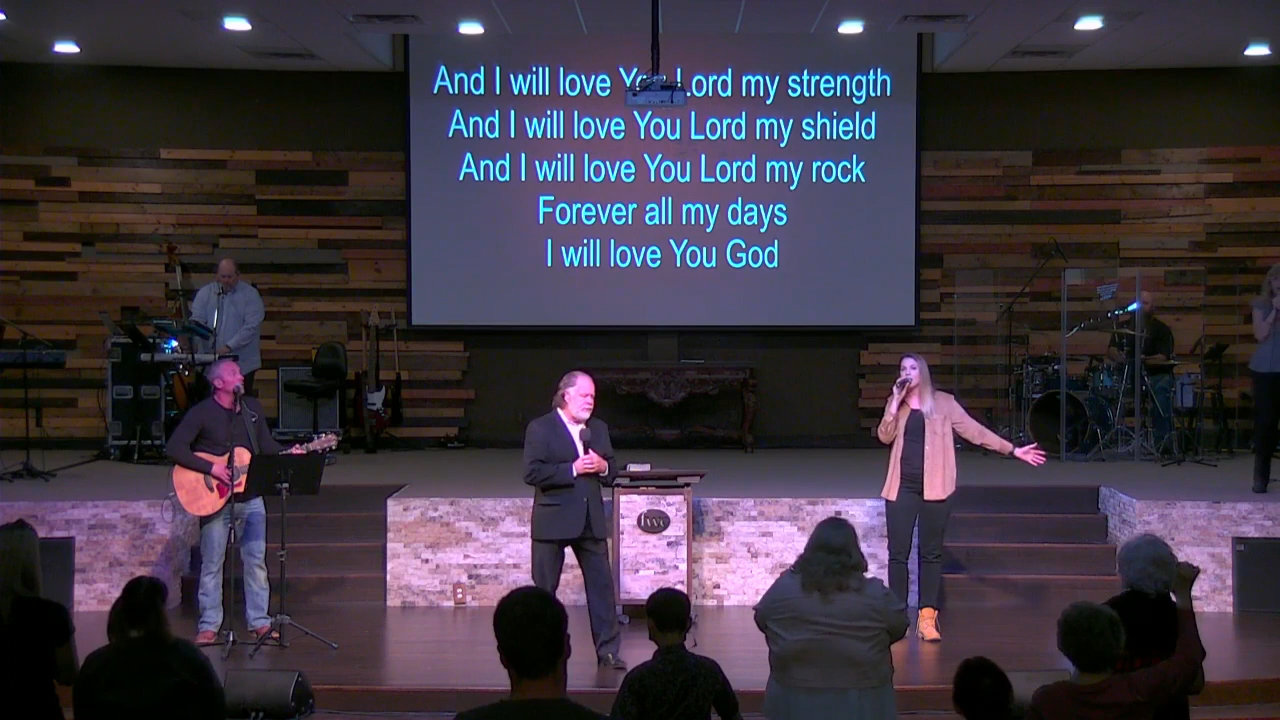 And I will love You Lord my strength
And I will love You Lord my shield
And I will love You Lord my rock
Forever all my days
I will love You God